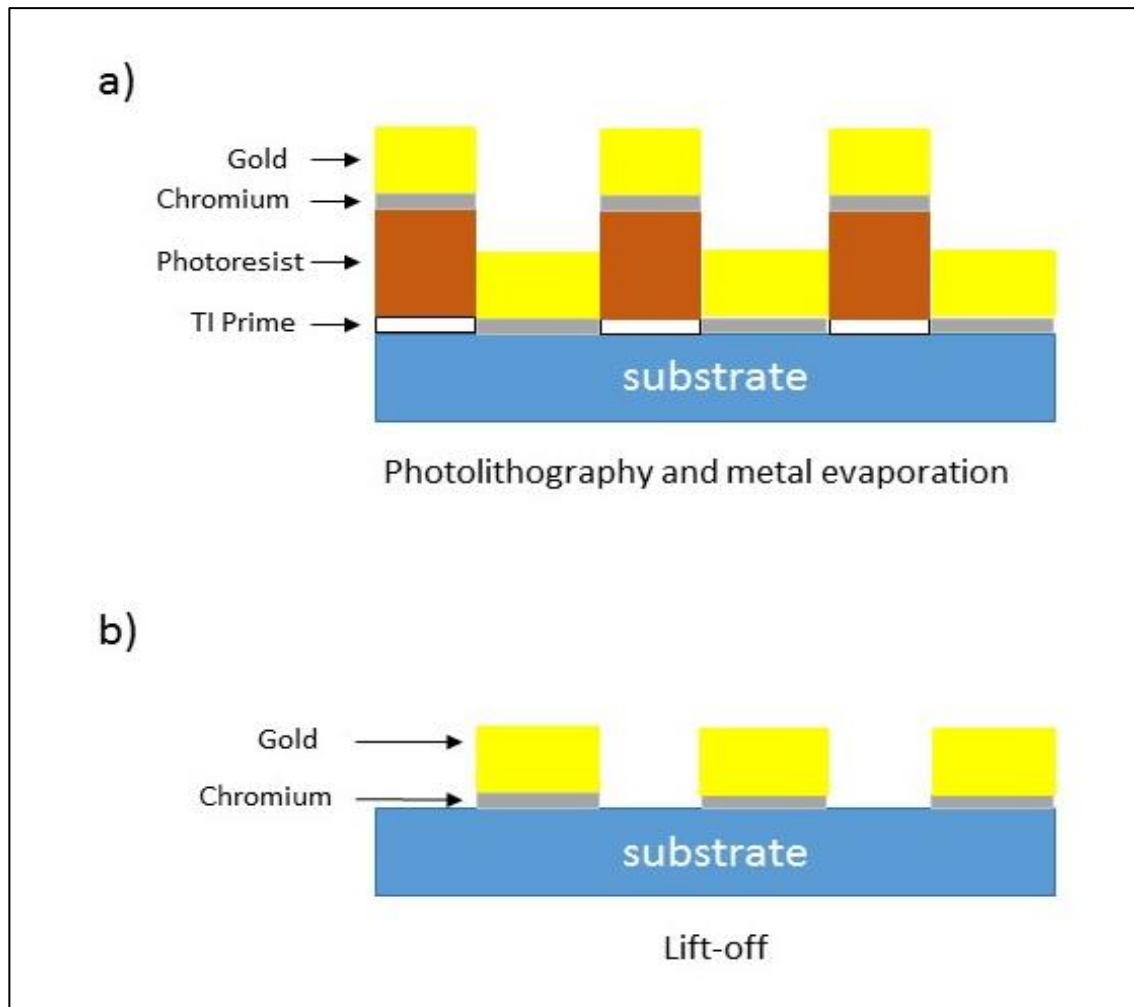 a)
Gold
Chromium
Photoresist
TI Prime
substrate
Photolithography and metal evaporation
b)
Gold
Chromium
substrate
Lift-off